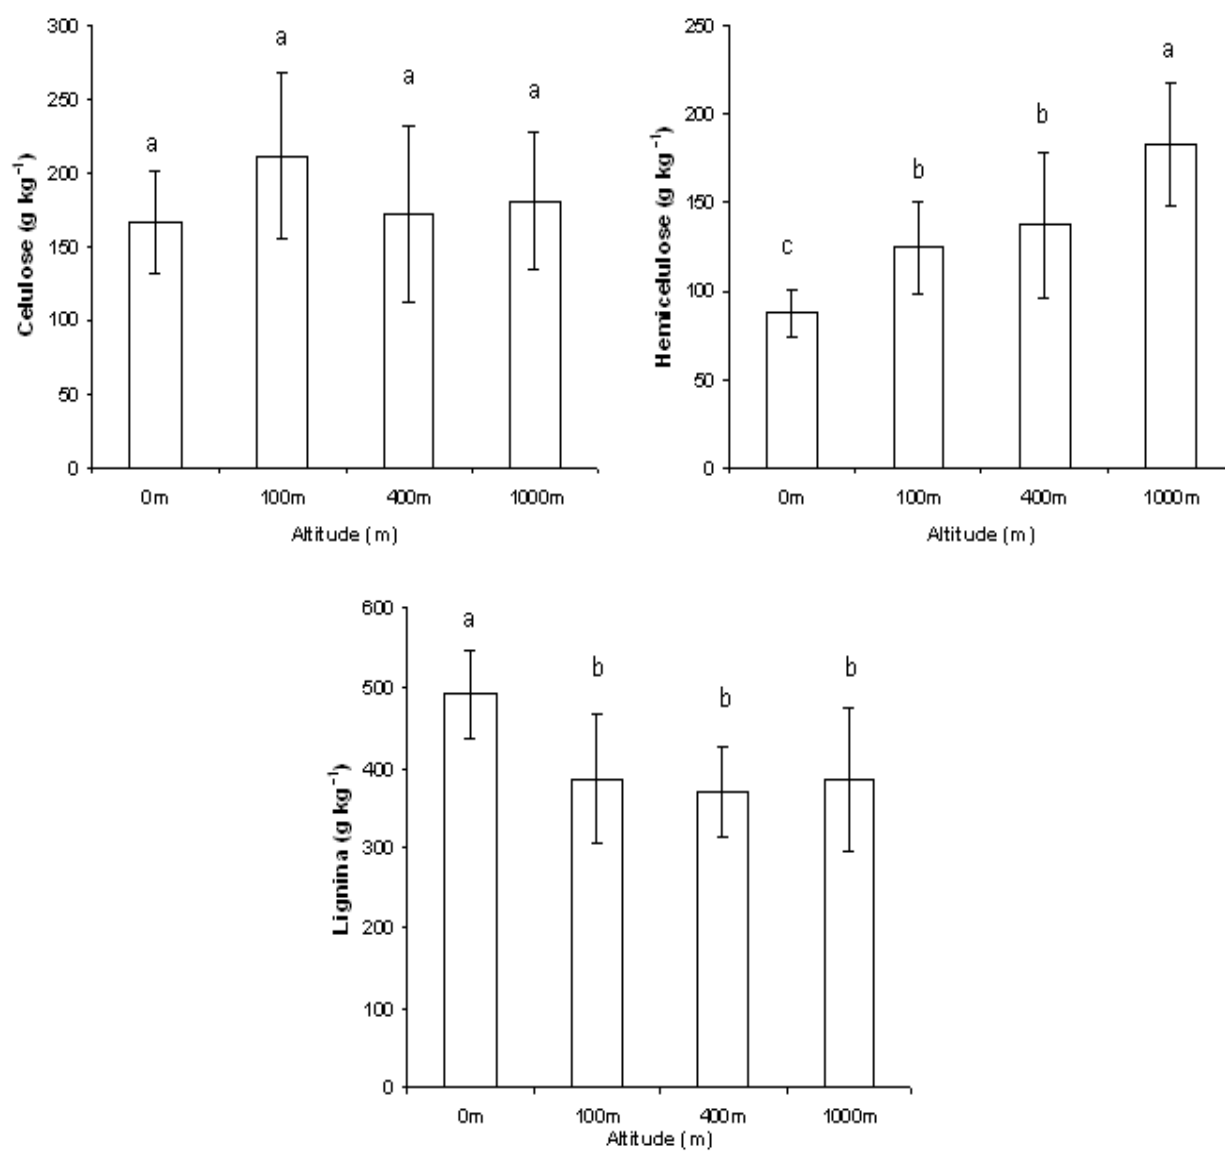 300
250
200
150
100
50
0
Celulose (g kg⁻¹)
a
a
a
a
0m
100m
400m
1000m
Altitude (m)
250
200
150
100
50
0
Hemicelulose (g kg⁻¹)
c
b
b
a
0m
100m
400m
1000m
Altitude (m)
600
500
400
300
200
100
0
Lignina (g kg⁻¹)
a
b
b
b
0m
100m
400m
1000m
Altitude (m)